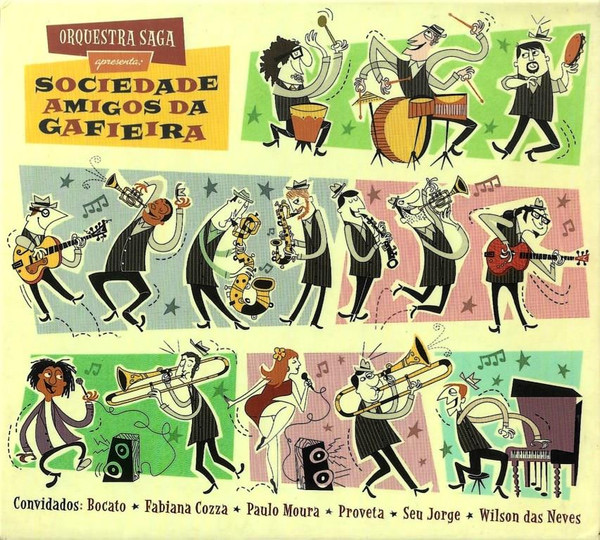 ORQUESTRA SAGA
apresenta:
SOCIEDADE
AMIGOS DA
GAFIEIRA
Convidados: Bocato ★ Fabiana Cozza ★ Paulo Moura ★ Proveta ★ Seu Jorge ★ Wilson das Neves